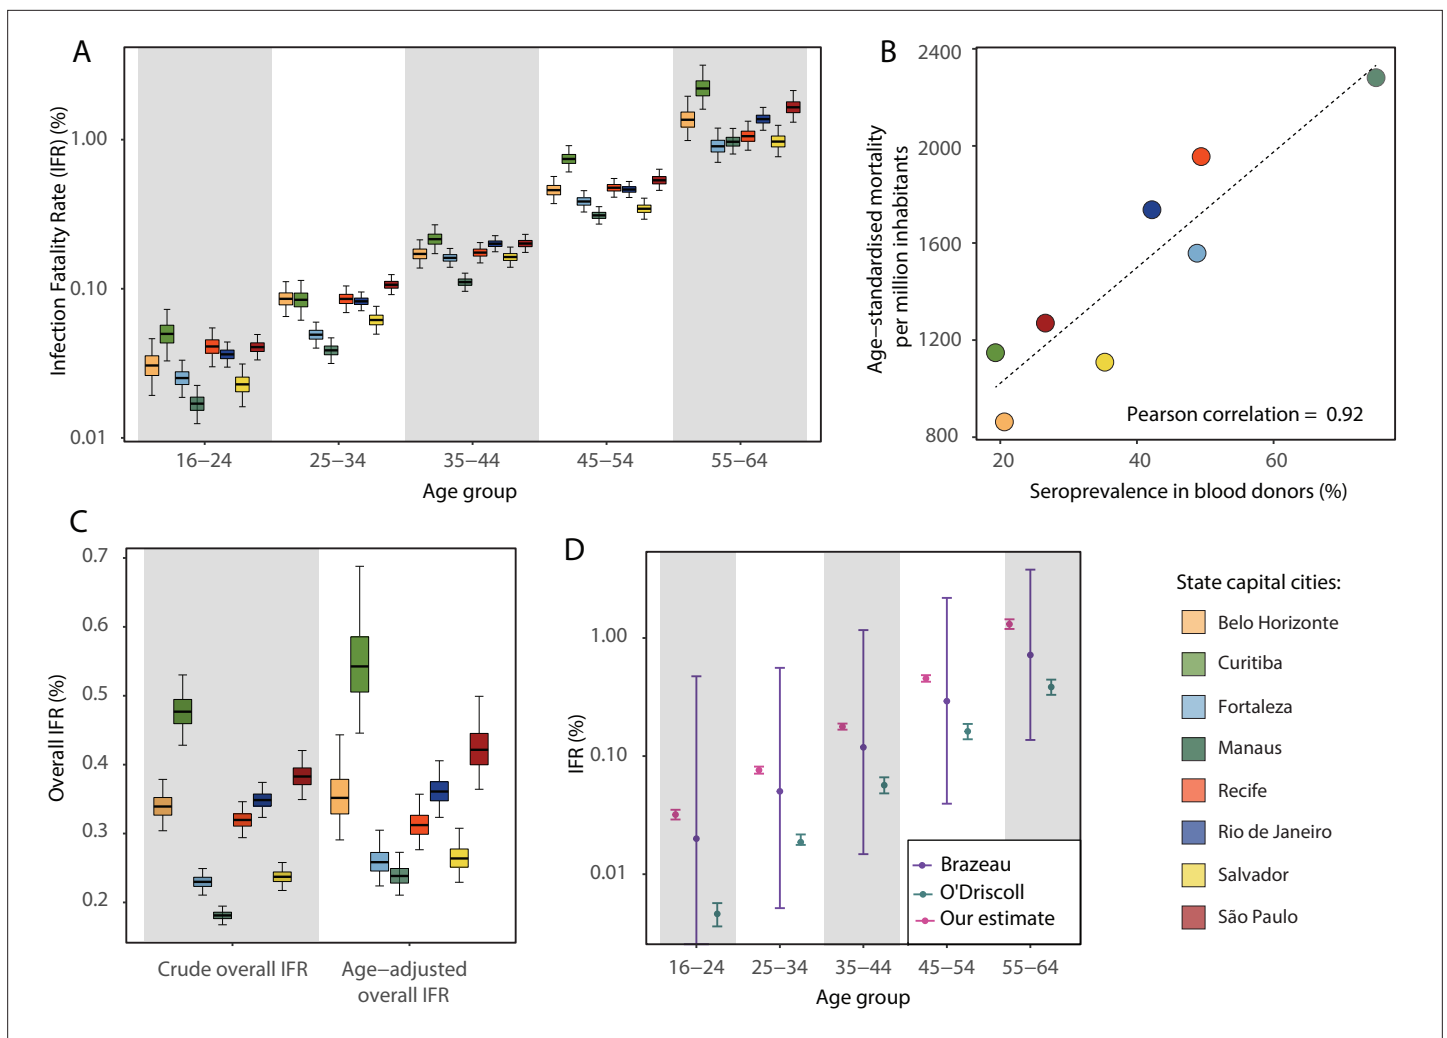 A
Infection Fatality Rate (IFR) (%)
1.00
0.10
0.01
16−24
25−34
35−44
45−54
55−64
Age group
B
Age−standardised mortality
per million inhabitants
2400
2000
1600
1200
800
Pearson correlation = 0.92
20
40
60
Seroprevalence in blood donors (%)
C
Overall IFR (%)
0.7
0.6
0.5
0.4
0.3
0.2
Crude overall IFR
Age−adjusted
overall IFR
D
IFR (%)
1.00
0.10
0.01
Brazeau
O'Driscoll
Our estimate
16−24
25−34
35−44
45−54
55−64
Age group
State capital cities:
Belo Horizonte
Curitiba
Fortaleza
Manaus
Recife
Rio de Janeiro
Salvador
São Paulo